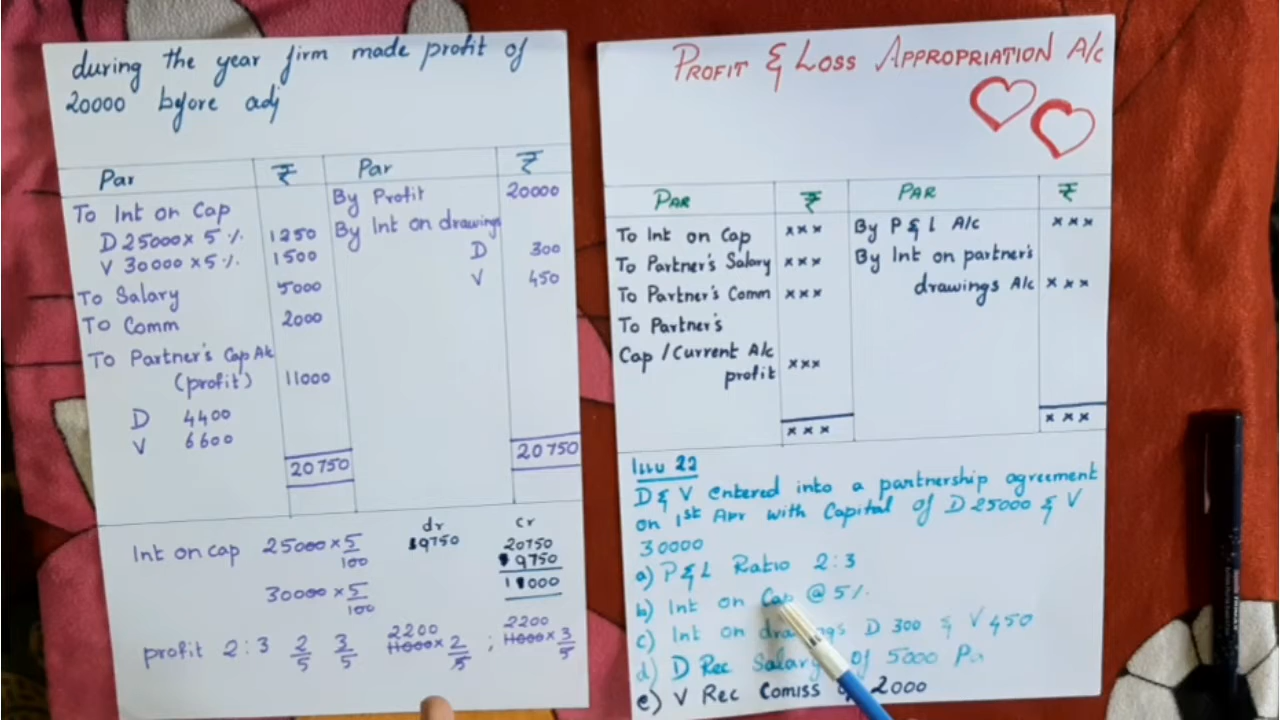 during the year firm made profit of
20000 before adj
Par ₹ Par ₹
To Int on Cap
D 25000 x 5 % 1250
V 30000 x 5 % 1500
To Salary 5000
To Comm 2000
To Partner's Cap A/c
(profit) 11000
D 4400
V 6600
20750
By Profit 20000
By Int on drawings
D 300
V 450
20750
Int on cap 25000 x 5/100
30000 x 5/100
dr
9750
cr
20750
9750
11000
profit 2:3 2/5 3/5 2200 11000 x 2/5 ; 2200 11000 x 3/5
PROFIT & LOSS APPROPRIATION A/c
PAR ₹ PAR ₹
To Int on Cap xxx
To Partner's Salary xxx
To Partner's Comm xxx
To Partner's
Cap / Current A/c
profit xxx
xxx
By P & L A/c xxx
By Int on partner's
drawings A/c xxx
xxx
ILLU 22
D & V entered into a partnership agreement
on 1st Apr with Capital of D 25000 & V
30000
a) P & L Ratio 2:3
b) Int on Cap @ 5%.
c) Int on drawings D 300 & V 450
d) D Rec Salary of 5000 Pa
e) V Rec Comiss of 2000